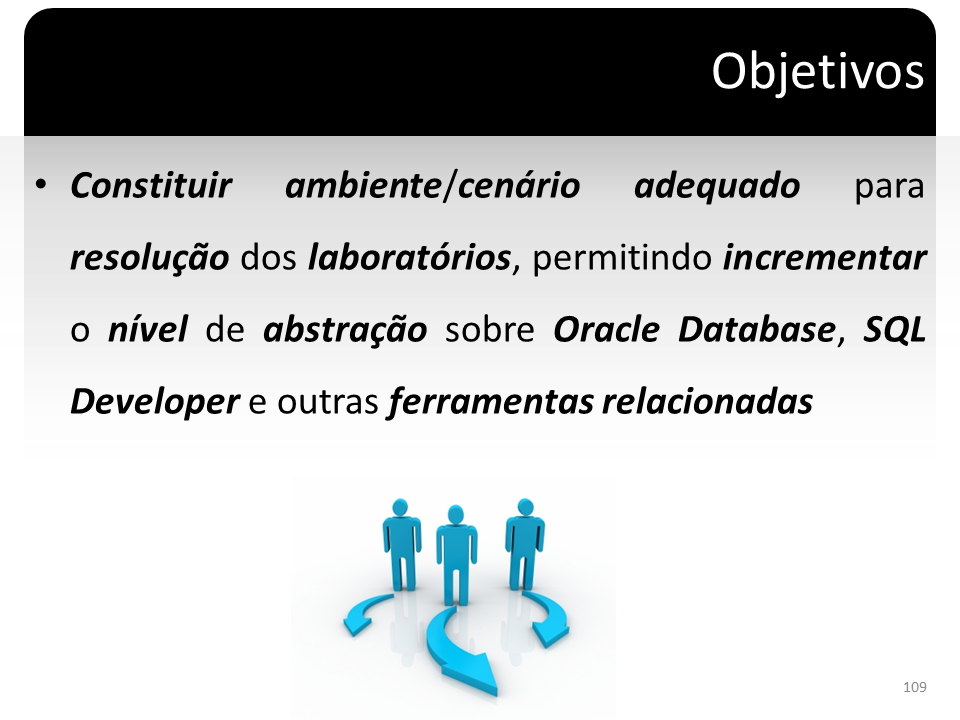 Objetivos
• Constituir ambiente/cenário adequado para
resolução dos laboratórios, permitindo incrementar
o nível de abstração sobre Oracle Database, SQL
Developer e outras ferramentas relacionadas
109